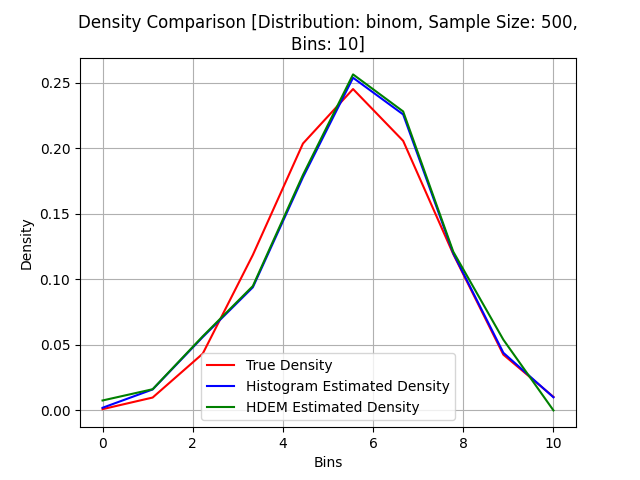 Density Comparison [Distribution: binom, Sample Size: 500,
Bins: 10]
Density
0.25
0.20
0.15
0.10
0.05
0.00
True Density
Histogram Estimated Density
HDEM Estimated Density
0 2 4 6 8 10
Bins